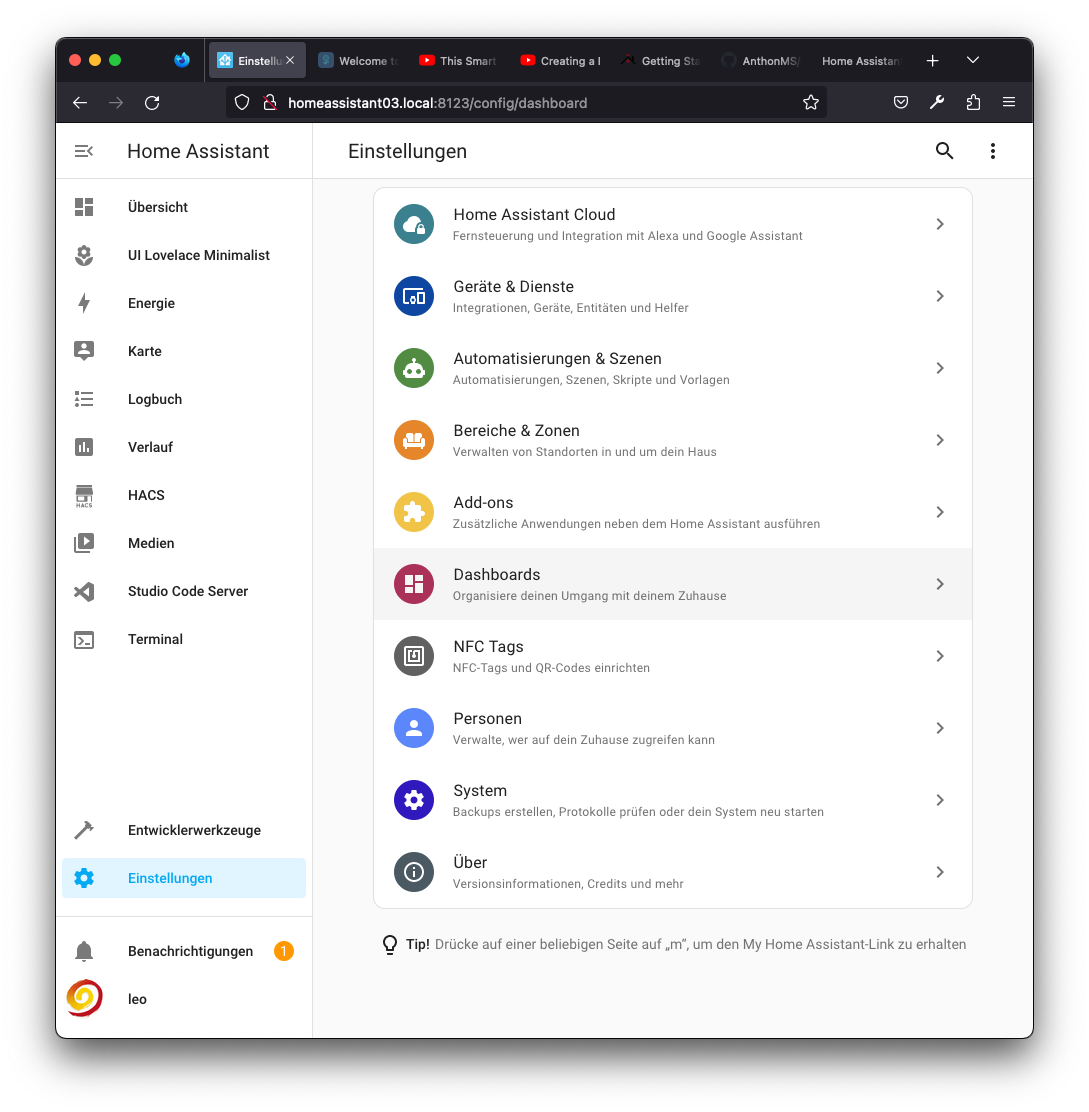 Einstellu
Welcome to
This Smart
Creating a
Getting Sta
AnthonMS/
Home Assistan
homeassistant03.local:8123/config/dashboard
Home Assistant
Einstellungen
Übersicht
UI Lovelace Minimalist
Energie
Karte
Logbuch
Verlauf
HACS
HACS
Medien
Studio Code Server
Terminal
Entwicklerwerkzeuge
Einstellungen
Benachrichtigungen 1
leo
Home Assistant Cloud
Fernsteuerung und Integration mit Alexa und Google Assistant
Geräte & Dienste
Integrationen, Geräte, Entitäten und Helfer
Automatisierungen & Szenen
Automatisierungen, Szenen, Skripte und Vorlagen
Bereiche & Zonen
Verwalten von Standorten in und um dein Haus
Add-ons
Zusätzliche Anwendungen neben dem Home Assistant ausführen
Dashboards
Organisiere deinen Umgang mit deinem Zuhause
NFC Tags
NFC-Tags und QR-Codes einrichten
Personen
Verwalte, wer auf dein Zuhause zugreifen kann
System
Backups erstellen, Protokolle prüfen oder dein System neu starten
Über
Versionsinformationen, Credits und mehr
Tip! Drücke auf einer beliebigen Seite auf „m“, um den My Home Assistant-Link zu erhalten